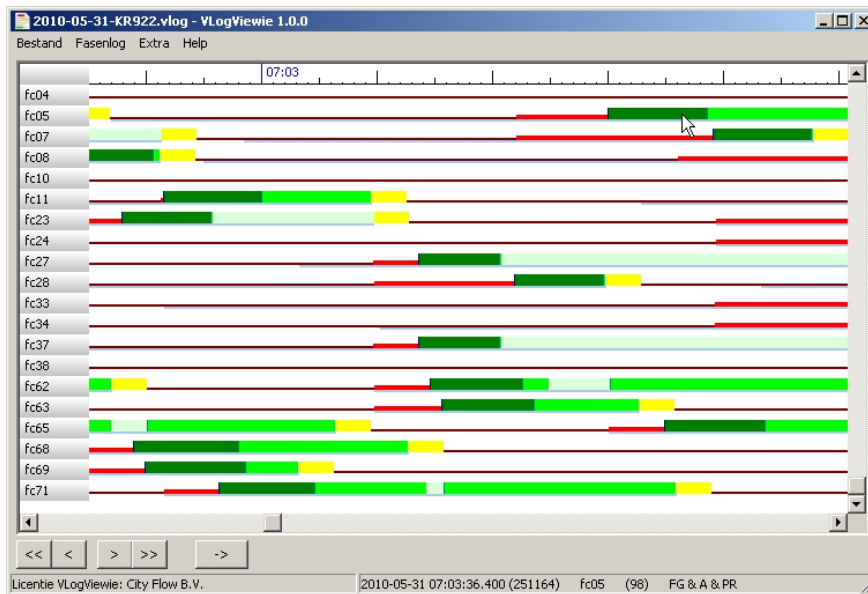 2010-05-31-KR922.vlog - VLogViewie 1.0.0
Bestand Fasenlog Extra Help
07:03
fc04
fc05
fc07
fc08
fc10
fc11
fc23
fc24
fc27
fc28
fc33
fc34
fc37
fc38
fc62
fc63
fc65
fc68
fc69
fc71
<< < > >> ->
Licentie VLogViewie: City Flow B.V. 2010-05-31 07:03:36.400 (251164) fc05 (98) FG & A & PR